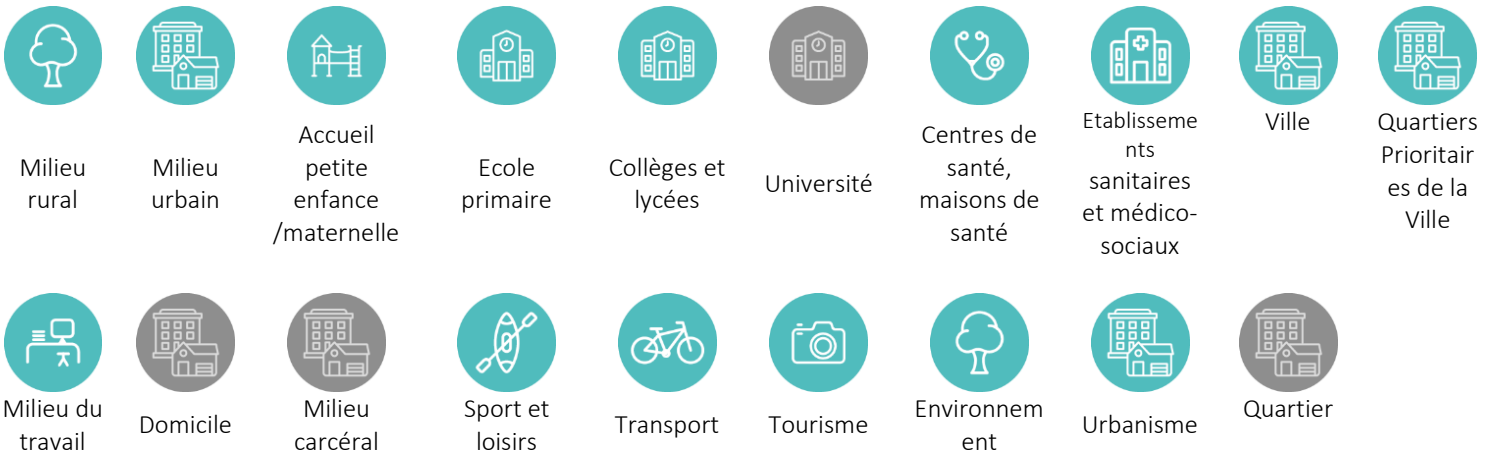 Milieu
rural
Milieu
urbain
Accueil
petite
enfance
/maternelle
Ecole
primaire
Collèges et
lycées
Université
Centres de
santé,
maisons de
santé
Etablisseme
nts
sanitaires
et médico-
sociaux
Ville
Quartiers
Prioritair
es de la
Ville
Milieu du
travail
Domicile
Milieu
carcéral
Sport et
loisirs
Transport
Tourisme
Environnem
ent
Urbanisme
Quartier